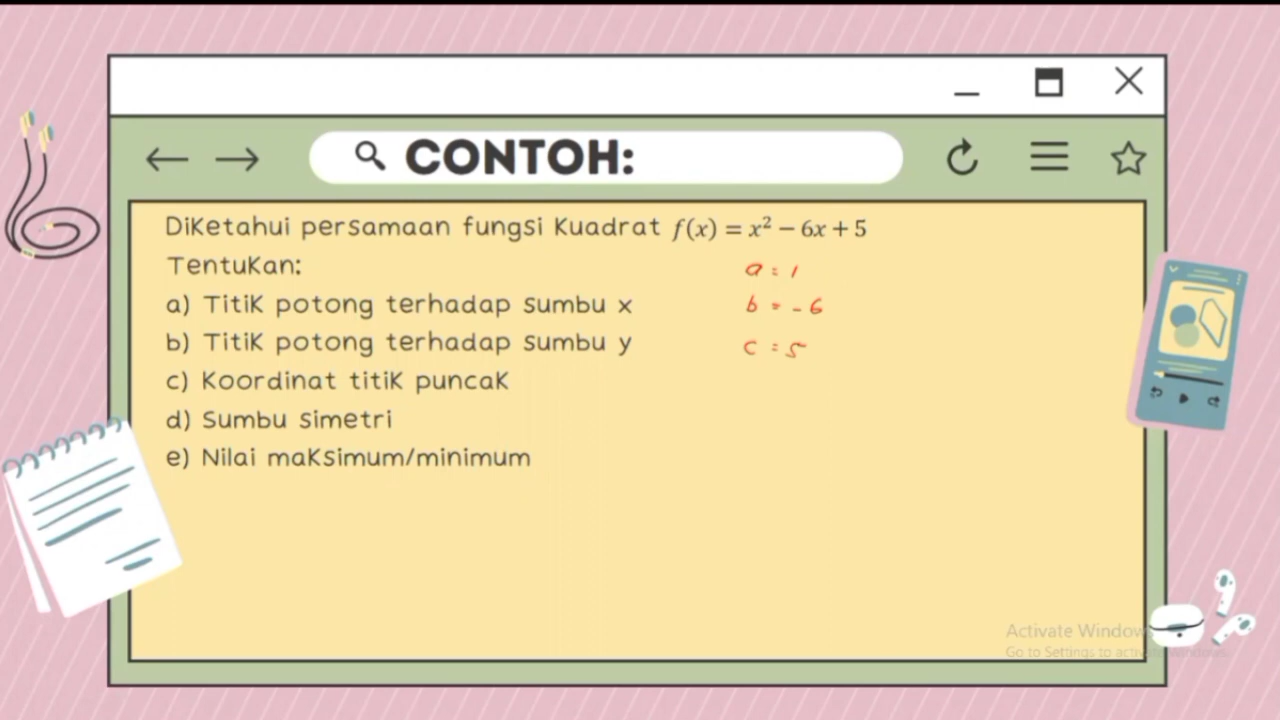 CONTOH:
Diketahui persamaan fungsi kuadrat f(x) = x² − 6x + 5
Tentukan:
a = 1
a) Titik potong terhadap sumbu x
b = -6
b) Titik potong terhadap sumbu y
c = 5
c) Koordinat titik puncak
d) Sumbu simetri
e) Nilai maksimum/minimum
Activate Windows
Go to Settings to activate Windows.